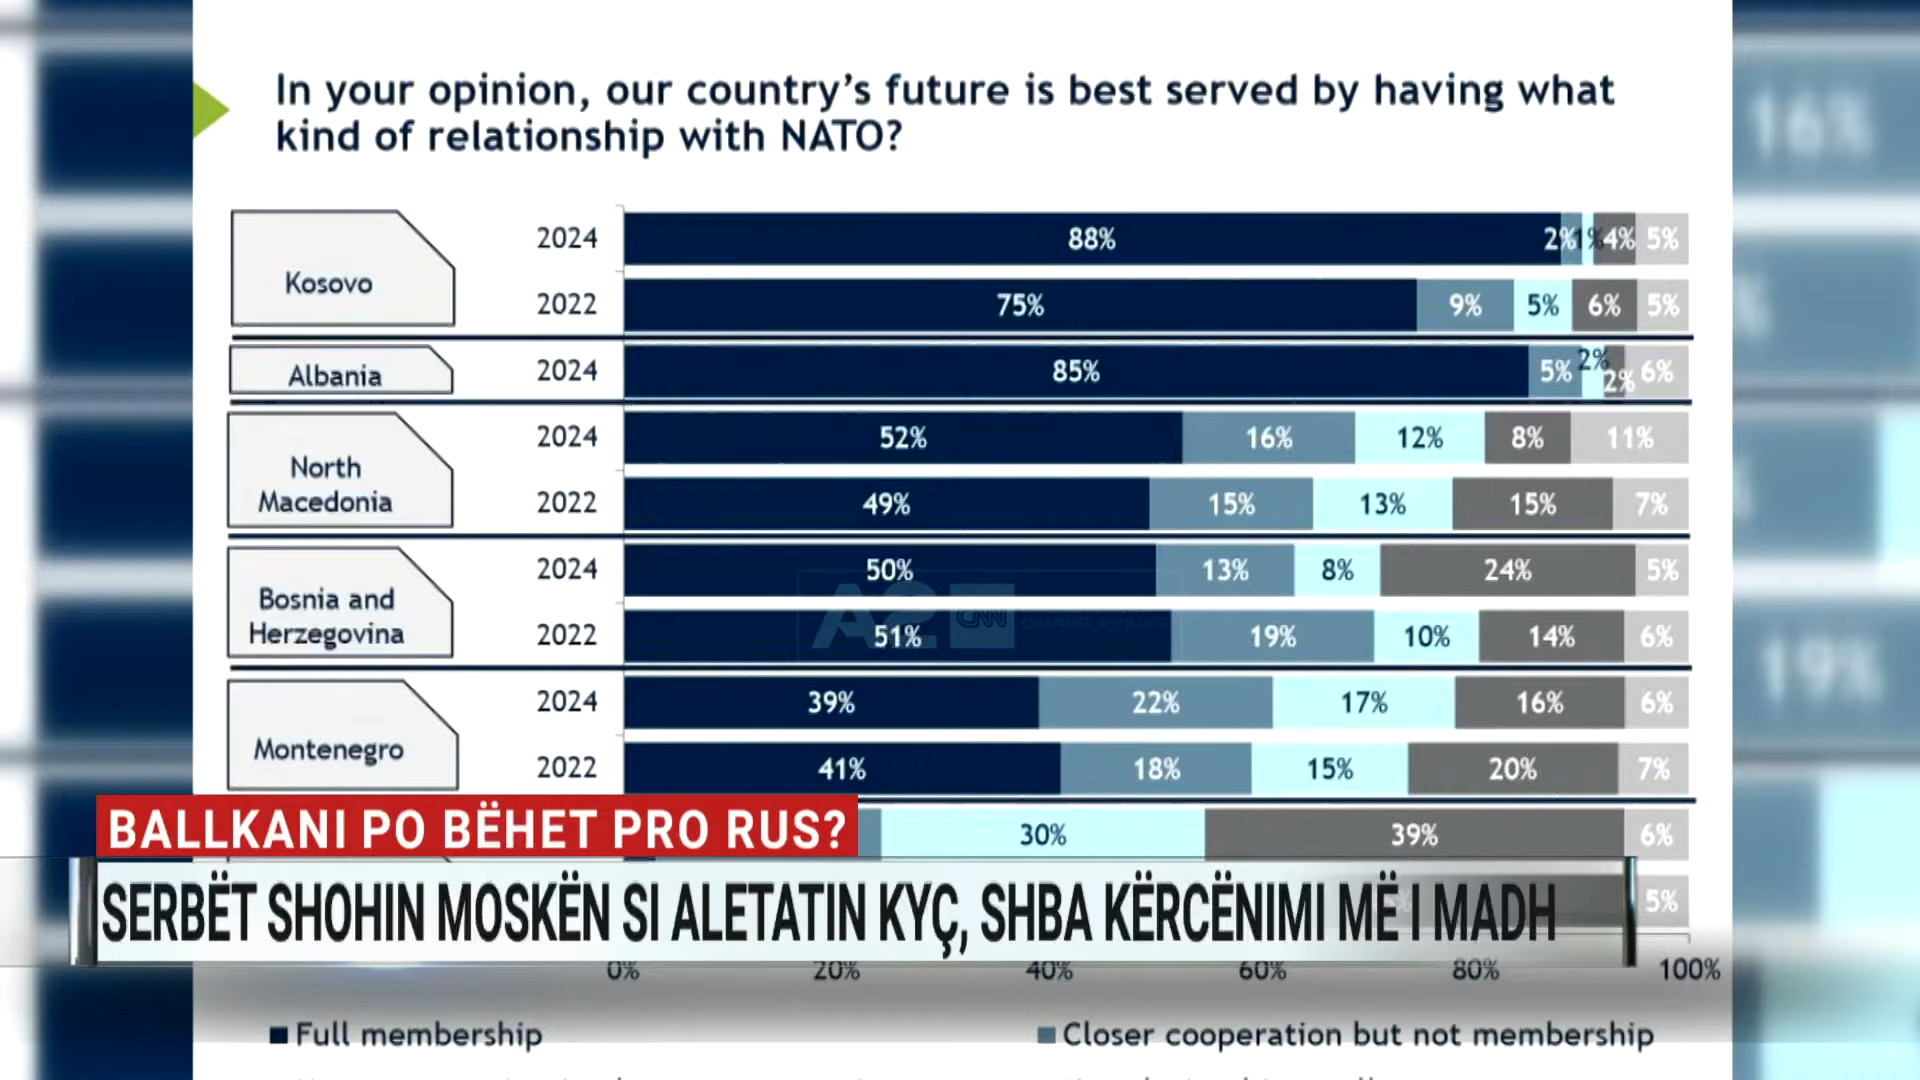 In your opinion, our country's future is best served by having what
kind of relationship with NATO?
16%
Kosovo
2024 88% 2% 1% 4% 5%
2022 75% 9% 5% 6% 5%
Albania
2024 85% 5% 2% 2% 6%
North
Macedonia
2024 52% 16% 12% 8% 11%
2022 49% 15% 13% 15% 7%
Bosnia and
Herzegovina
2024 50% 13% 8% 24% 5%
A2 CNN
2022 51% 19% 10% 14% 6%
19%
Montenegro
2024 39% 22% 17% 16% 6%
2022 41% 18% 15% 20% 7%
30% 39% 6%
BALLKANI PO BËHET PRO RUS?
SERBËT SHOHIN MOSKËN SI ALETATIN KYÇ, SHBA KËRCËNIMI MË I MADH
5%
0% 20% 40% 60% 80% 100%
Full membership
Closer cooperation but not membership